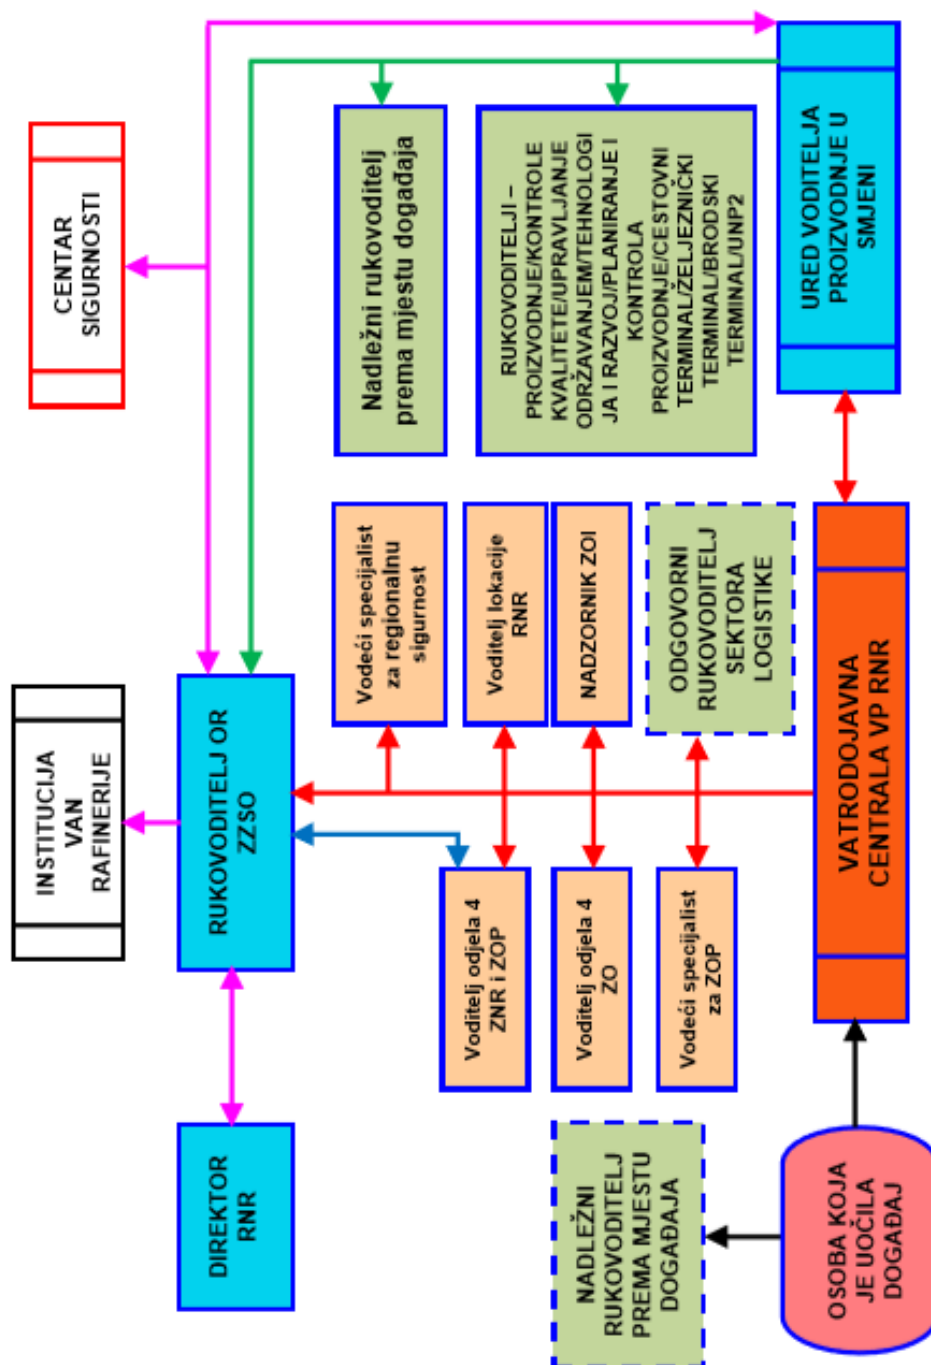 INSTITUCIJA
VAN
RAFINERIJE
CENTAR
SIGURNOSTI
DIREKTOR
RNR
RUKOVODITELJ OR
ZZSO
Vodeći specijalist
za regionalnu
sigurnost
Nadležni rukovoditelj
prema mjestu događaja
Voditelj odjela 4
ZNR i ZOP
Voditelj lokacije
RNR
RUKOVODITELJI –
PROIZVODNJE/KONTROLE
KVALITETE/UPRAVLJANJE
ODRŽAVANJEM/TEHNOLOGI
JA I RAZVOJ/PLANIRANJE I
KONTROLA
PROIZVODNJE/CESTOVNI
TERMINAL/ŽELJEZNIČKI
TERMINAL/BRODSKI
TERMINAL/UNP2
Voditelj odjela 4
ZO
NADZORNIK ZOI
NADLEŽNI
RUKOVODITELJ
PREMA MJESTU
DOGAĐAJA
Vodeći specijalist
za ZOP
ODGOVORNI
RUKOVODITELJ
SEKTORA
LOGISTIKE
OSOBA KOJA
JE UOČILA
DOGAĐAJ
VATRODOJAVNA
CENTRALA VP RNR
URED VODITELJA
PROIZVODNJE U
SMJENI